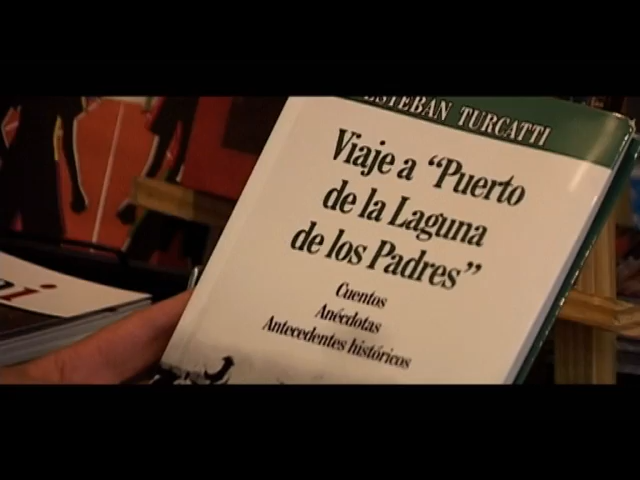 ESTEBAN TURCATTI
Viaje a “Puerto
de la Laguna
de los Padres”
Cuentos
Anécdotas
Antecedentes históricos